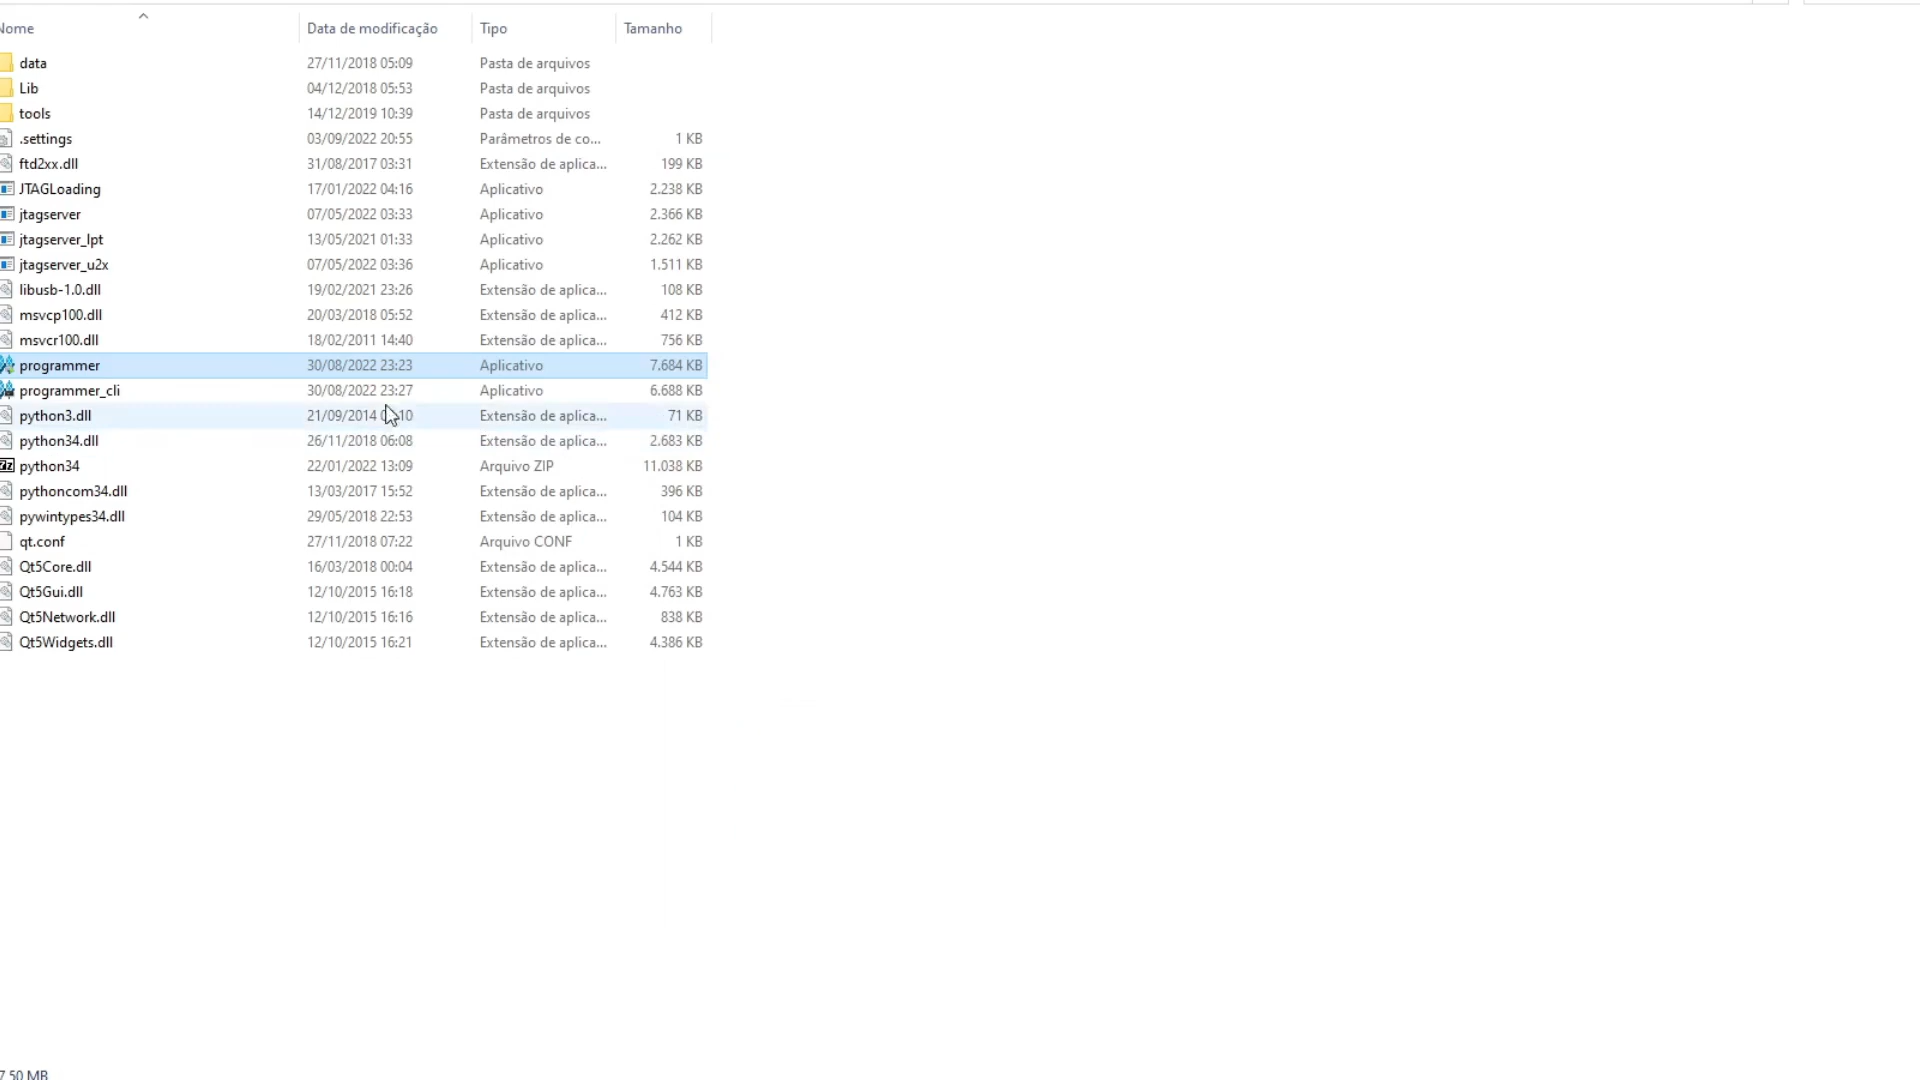 Nome Data de modificação Tipo Tamanho
data 27/11/2018 05:09 Pasta de arquivos
Lib 04/12/2018 05:53 Pasta de arquivos
tools 14/12/2019 10:39 Pasta de arquivos
.settings 03/09/2022 20:55 Parâmetros de co... 1 KB
ftd2xx.dll 31/08/2017 03:31 Extensão de aplica... 199 KB
JTAGLoading 17/01/2022 04:16 Aplicativo 2.238 KB
jtagserver 07/05/2022 03:33 Aplicativo 2.366 KB
jtagserver_lpt 13/05/2021 01:33 Aplicativo 2.262 KB
jtagserver_u2x 07/05/2022 03:36 Aplicativo 1.511 KB
libusb-1.0.dll 19/02/2021 23:26 Extensão de aplica... 108 KB
msvcp100.dll 20/03/2018 05:52 Extensão de aplica... 412 KB
msvcr100.dll 18/02/2011 14:40 Extensão de aplica... 756 KB
programmer 30/08/2022 23:23 Aplicativo 7.684 KB
programmer_cli 30/08/2022 23:27 Aplicativo 6.688 KB
python3.dll 21/09/2014 Extensão de aplica... 71 KB
python34.dll 26/11/2018 06:08 Extensão de aplica... 2.683 KB
python34 22/01/2022 13:09 Arquivo ZIP 11.038 KB
pythoncom34.dll 13/03/2017 15:52 Extensão de aplica... 396 KB
pywintypes34.dll 29/05/2018 22:53 Extensão de aplica... 104 KB
qt.conf 27/11/2018 07:22 Arquivo CONF 1 KB
Qt5Core.dll 16/03/2018 00:04 Extensão de aplica... 4.544 KB
Qt5Gui.dll 12/10/2015 16:18 Extensão de aplica... 4.763 KB
Qt5Network.dll 12/10/2015 16:16 Extensão de aplica... 838 KB
Qt5Widgets.dll 12/10/2015 16:21 Extensão de aplica... 4.386 KB
7,50 MB